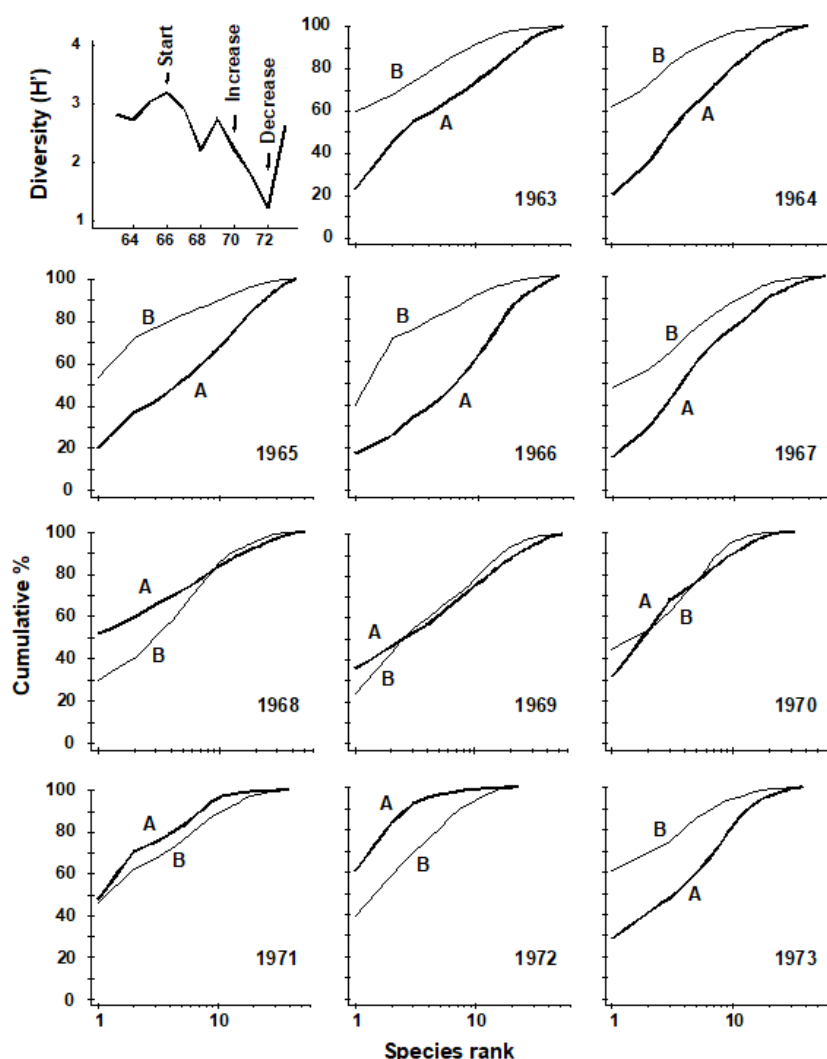 Diversity (H')
4
3
2
1
Start
Increase
Decrease
64 66 68 70 72
100
80
60
40
20
0
B
A
1963
B
A
1964
100
80
60
40
20
0
B
A
1965
B
A
1966
B
A
1967
Cumulative %
100
80
60
40
20
0
A
B
1968
A
B
1969
A
B
1970
100
80
60
40
20
0
A
B
1971
A
B
1972
B
A
1973
1 10 1 10 1 10
Species rank